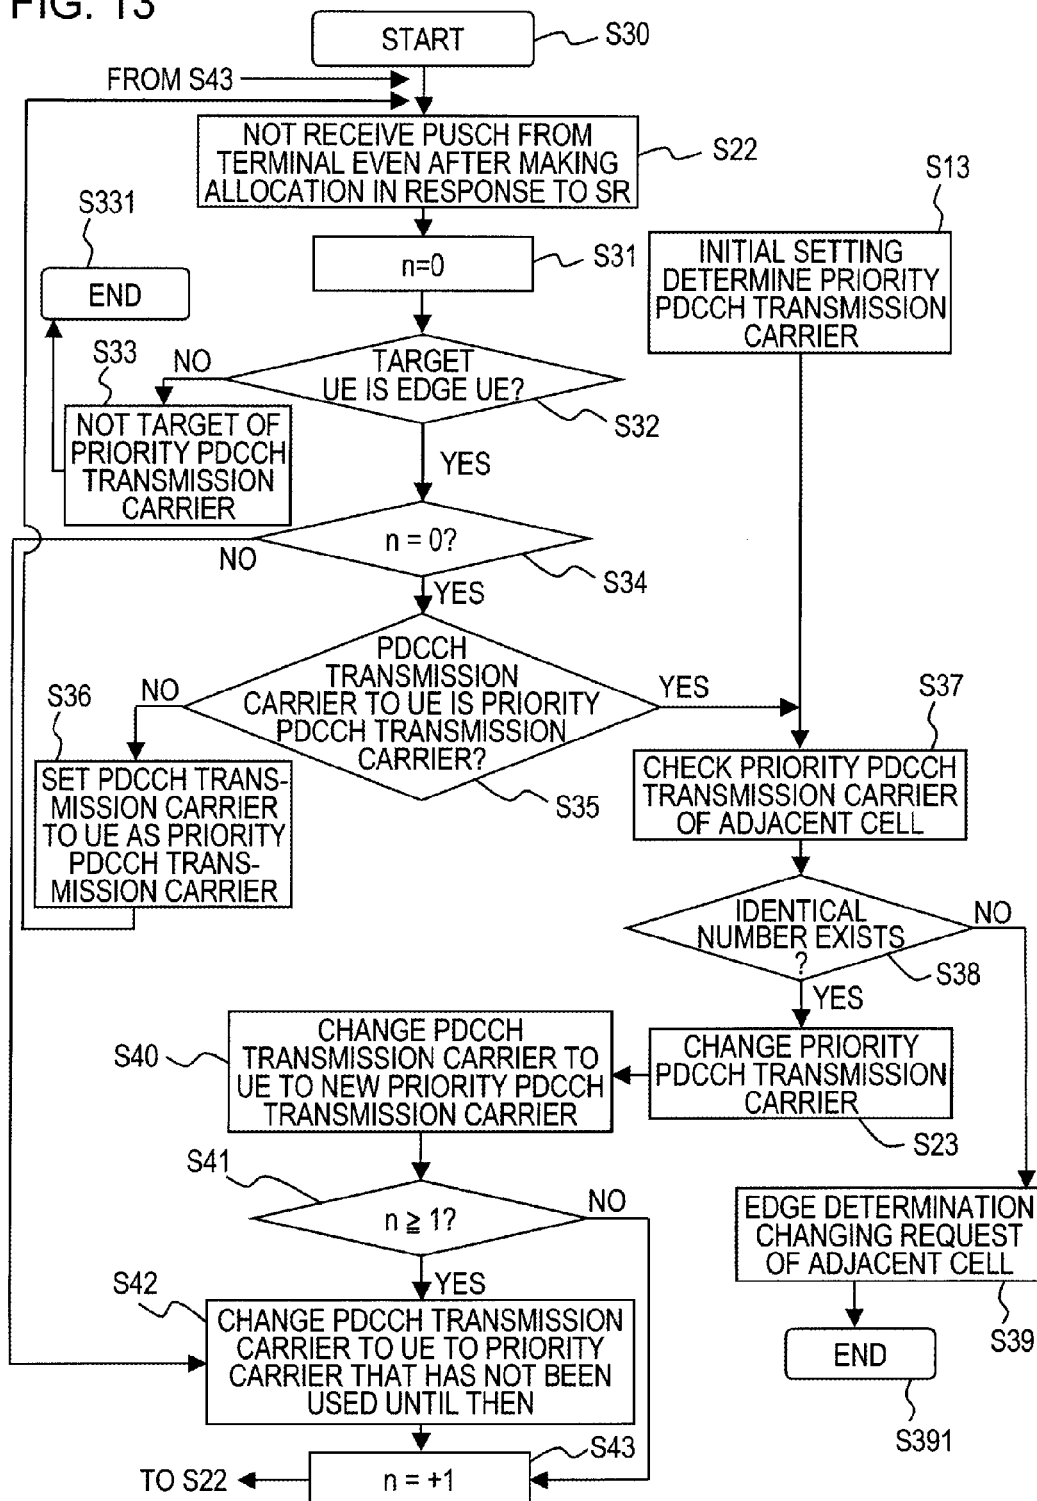 FIG. 13
START
S30
FROM S43
NOT RECEIVE PUSCH FROM
TERMINAL EVEN AFTER MAKING
ALLOCATION IN RESPONSE TO SR
S22
S13
S331
n=0
S31
INITIAL SETTING
DETERMINE PRIORITY
PDCCH TRANSMISSION
CARRIER
END
S33
NO
TARGET
UE IS EDGE UE?
S32
NOT TARGET OF
PRIORITY PDCCH
TRANSMISSION
CARRIER
YES
n = 0?
NO
S34
YES
PDCCH
TRANSMISSION
CARRIER TO UE IS PRIORITY
PDCCH TRANSMISSION
CARRIER?
S35
NO
YES
S36
SET PDCCH TRANS-
MISSION CARRIER
TO UE AS PRIORITY
PDCCH TRANS-
MISSION CARRIER
S37
CHECK PRIORITY PDCCH
TRANSMISSION CARRIER
OF ADJACENT CELL
IDENTICAL
NUMBER EXISTS
?
NO
S38
YES
S40
CHANGE PDCCH
TRANSMISSION CARRIER TO
UE TO NEW PRIORITY PDCCH
TRANSMISSION CARRIER
CHANGE PRIORITY
PDCCH TRANSMISSION
CARRIER
S23
S41
n ≧ 1?
NO
YES
EDGE DETERMINATION
CHANGING REQUEST
OF ADJACENT CELL
S39
S42
CHANGE PDCCH TRANSMISSION
CARRIER TO UE TO PRIORITY
CARRIER THAT HAS NOT BEEN
USED UNTIL THEN
END
S391
S43
n = +1
TO S22